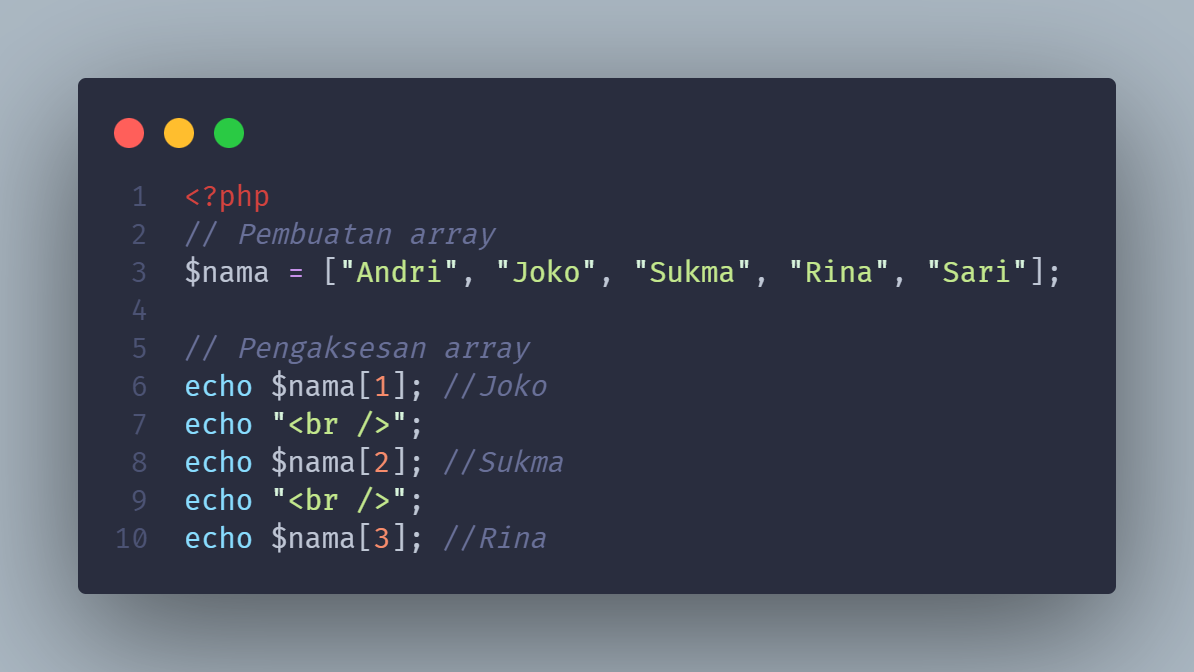 1 <?php
2 // Pembuatan array
3 $nama = ["Andri", "Joko", "Sukma", "Rina", "Sari"];
4
5 // Pengaksesan array
6 echo $nama[1]; //Joko
7 echo "<br />";
8 echo $nama[2]; //Sukma
9 echo "<br />";
10 echo $nama[3]; //Rina